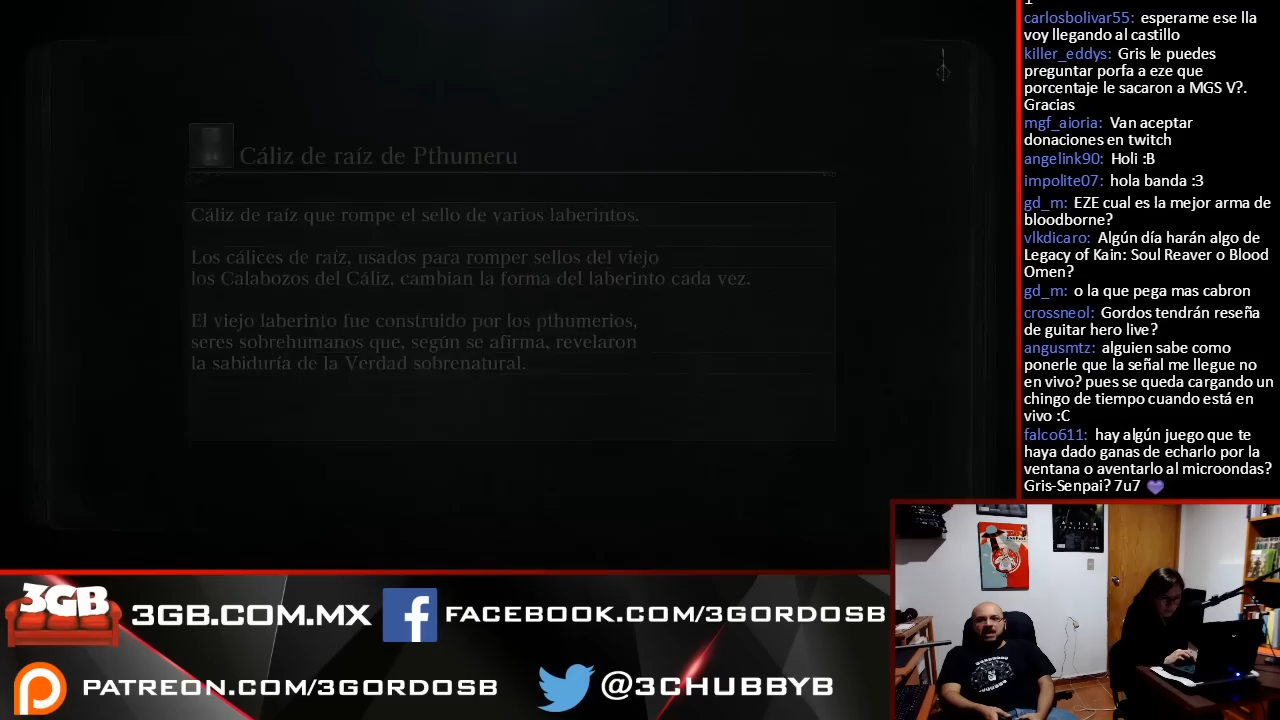 Cáliz de raíz de Pthumeru
Cáliz de raíz que rompe el sello de varios laberintos.
Los cálices de raíz, usados para romper sellos del viejo
los Calabozos del Cáliz, cambian la forma del laberinto cada vez.
El viejo laberinto fue construido por los pthumerios,
seres sobrehumanos que, según se afirma, revelaron
la sabiduría de la Verdad sobrenatural.
carlosbolivar55: esperame ese lla
voy llegando al castillo
killer_eddys: Gris le puedes
preguntar porfa a eze que
porcentaje le sacaron a MGS V?.
Gracias
mgf_aioria: Van aceptar
donaciones en twitch
angelink90: Holi :B
impolite07: hola banda :3
gd_m: EZE cual es la mejor arma de
bloodborne?
vlkdicaro: Algún día harán algo de
Legacy of Kain: Soul Reaver o Blood
Omen?
gd_m: o la que pega mas cabron
crossneol: Gordos tendrán reseña
de guitar hero live?
angusmtz: alguien sabe como
ponerle que la señal me llegue no
en vivo? pues se queda cargando un
chingo de tiempo cuando está en
vivo :C
falco611: hay algún juego que te
haya dado ganas de echarlo por la
ventana o aventarlo al microondas?
Gris-Senpai? 7u7
3GB
3GB.COM.MX
f
FACEBOOK.COM/3GORDOSB
PATREON.COM/3GORDOSB
@3CHUBBYB